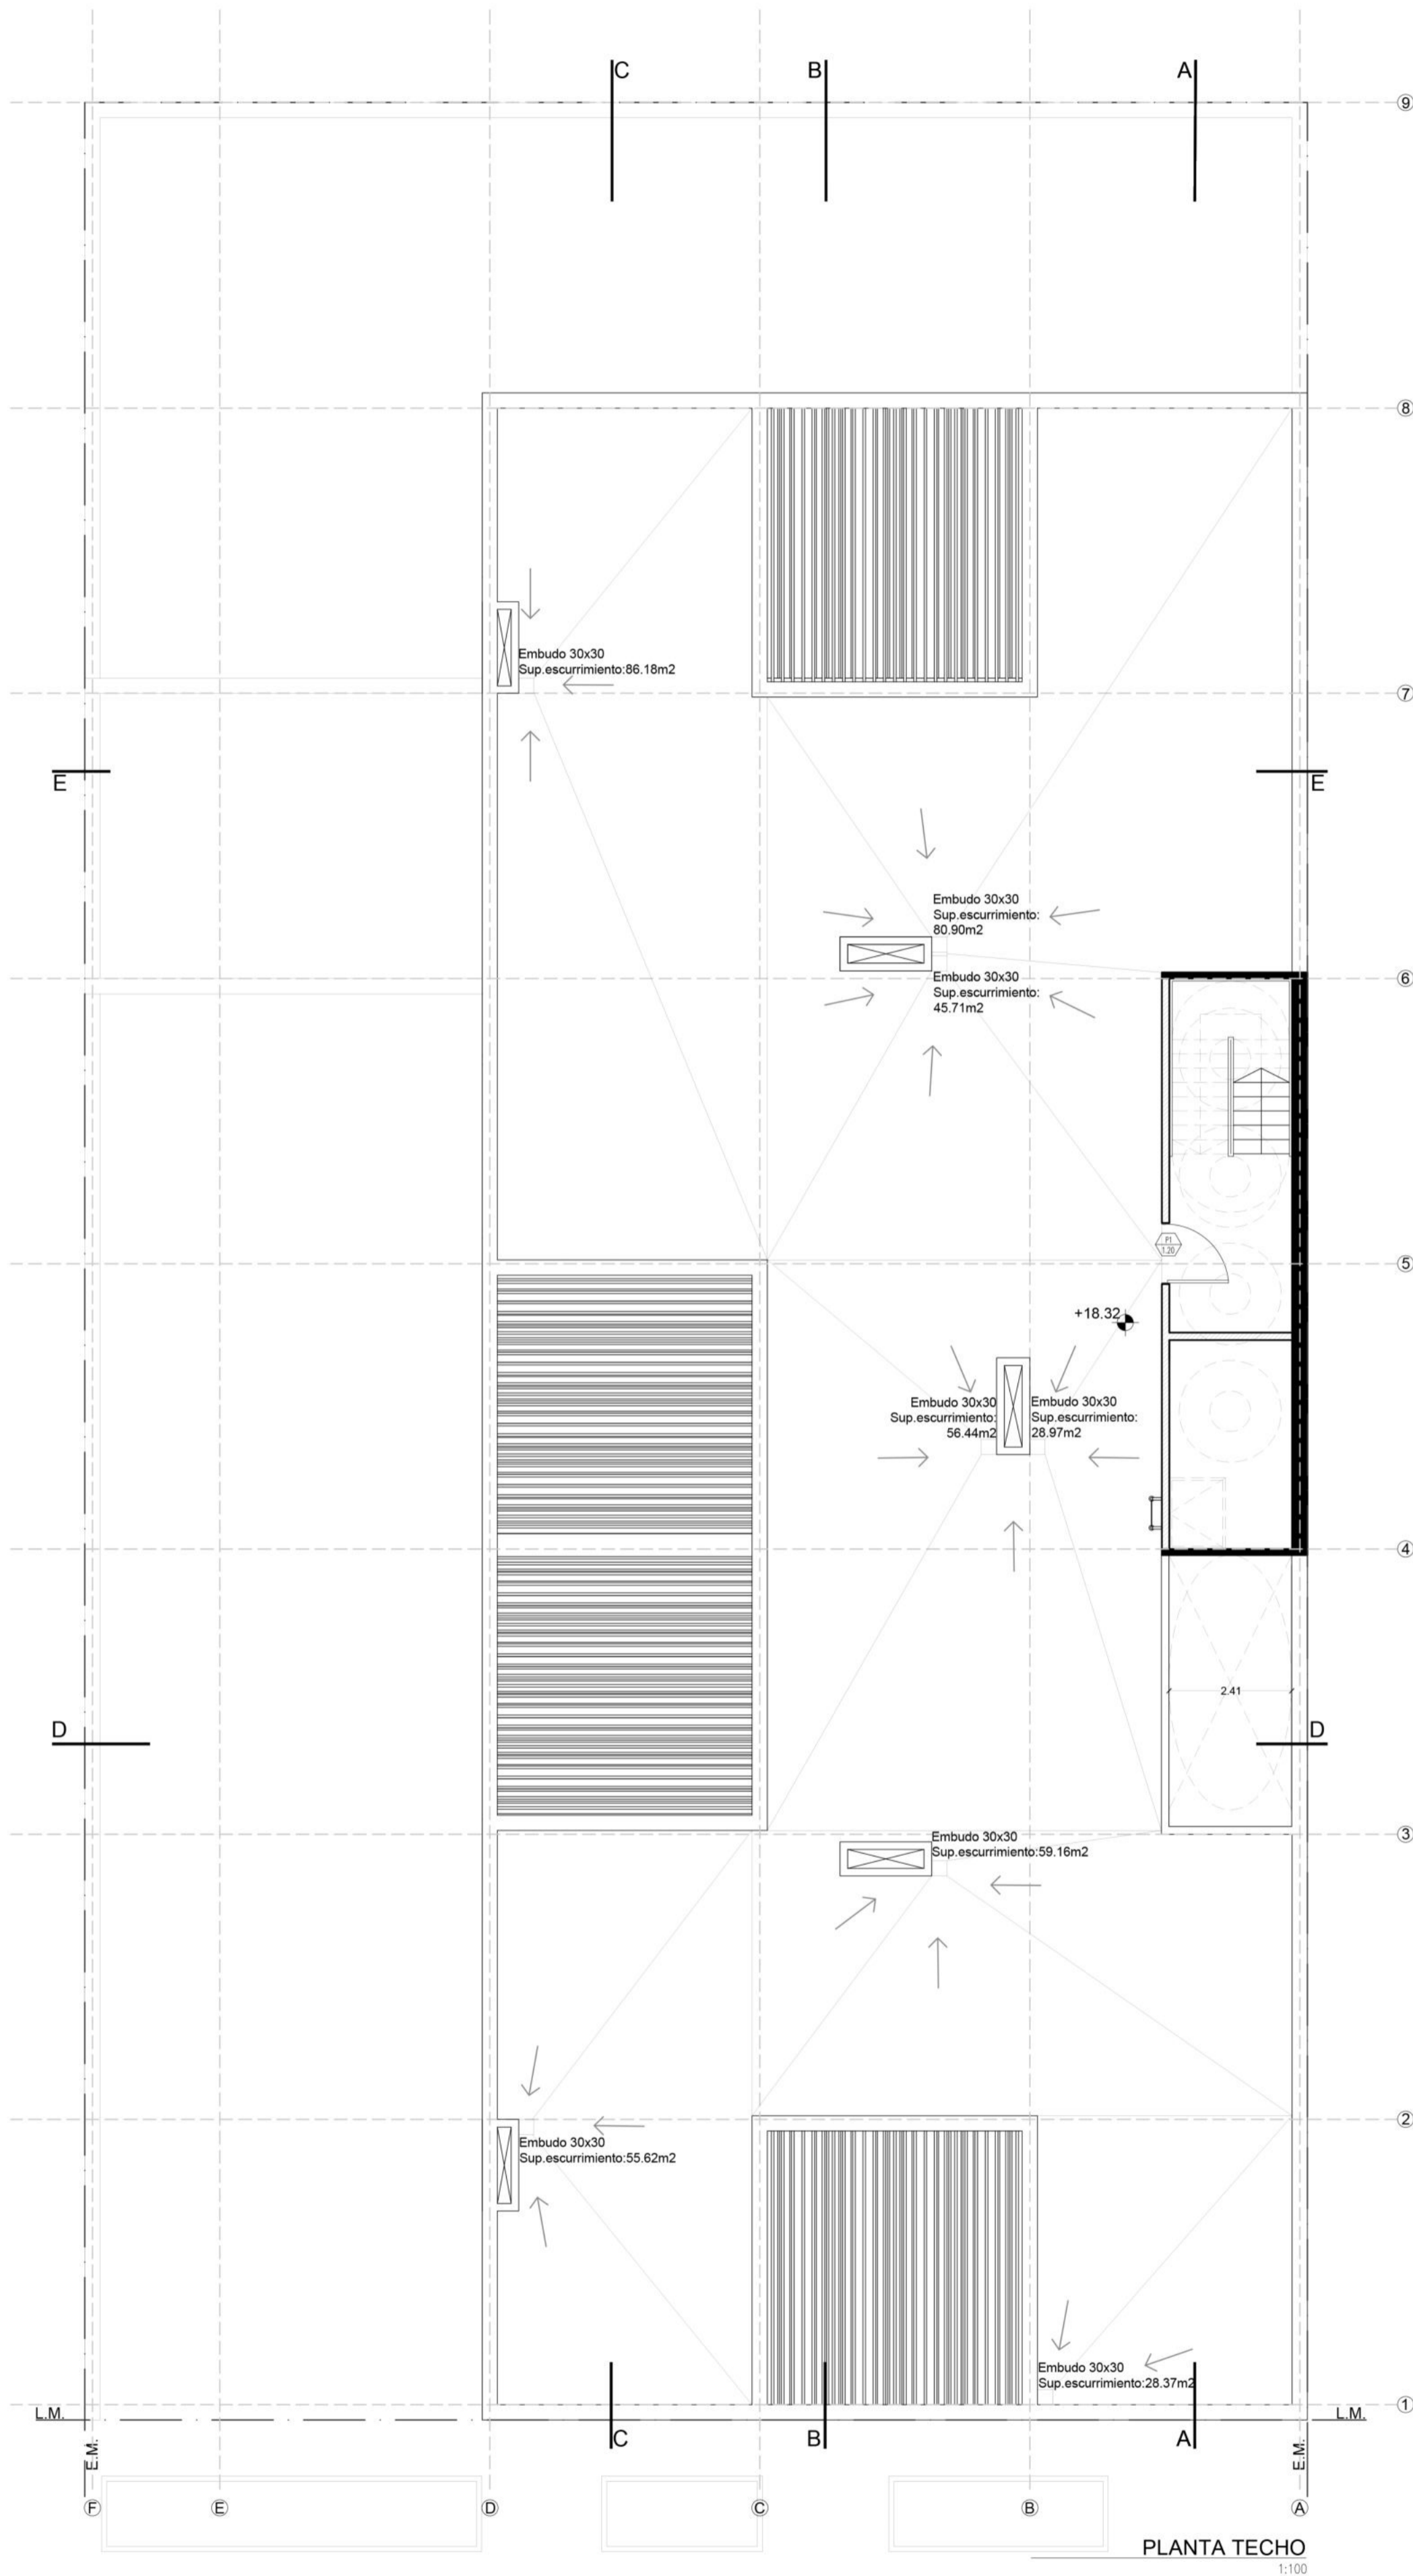 C
B
A
9
8
Embudo 30x30
Sup.escurrimiento:86.18m2
7
E
E
Embudo 30x30
Sup.escurrimiento:
80.90m2
6
Embudo 30x30
Sup.escurrimiento:
45.71m2
P1
1.20
5
+18.32
Embudo 30x30
Sup.escurrimiento:
56.44m2
Embudo 30x30
Sup.escurrimiento:
28.97m2
4
2.41
D
D
3
Embudo 30x30
Sup.escurrimiento:59.16m2
2
Embudo 30x30
Sup.escurrimiento:55.62m2
Embudo 30x30
Sup.escurrimiento:28.37m2
1
L.M.
L.M.
C
B
A
E.M.
E.M.
F
E
D
C
B
A
PLANTA TECHO
1:100